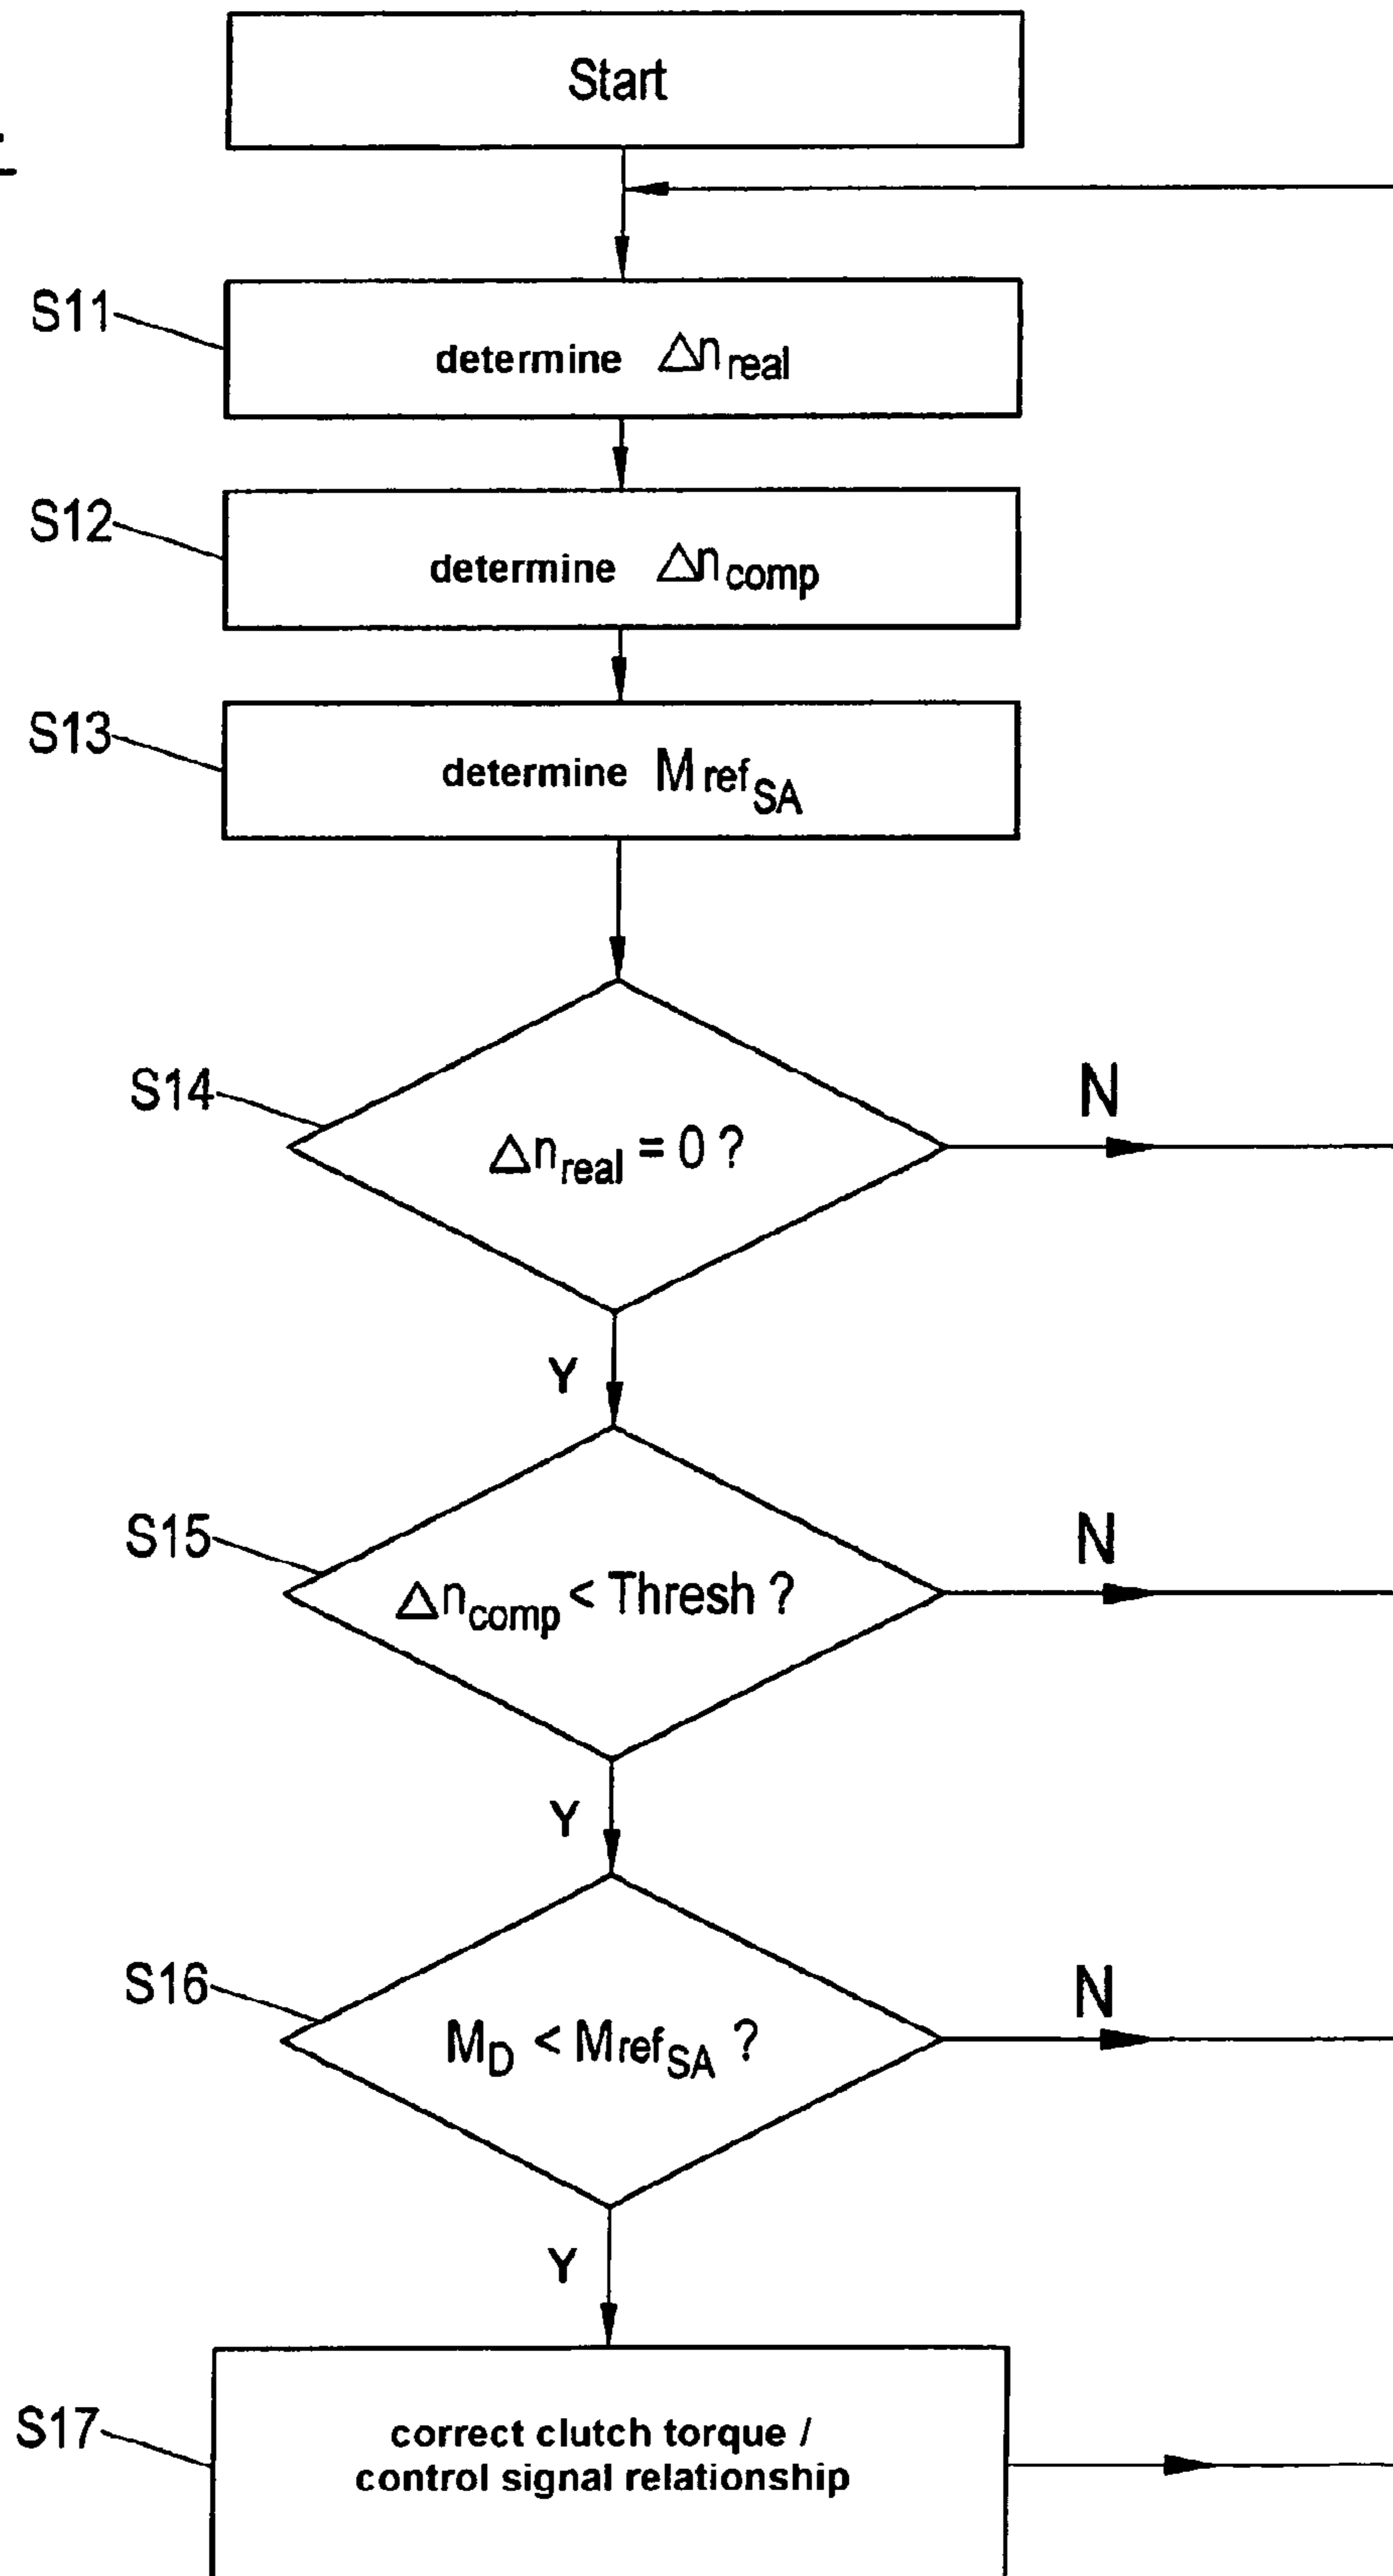 Start
S11
determine Δn_real
S12
determine Δn_comp
S13
determine Mref_SA
S14
Δn_real = 0 ?
N
Y
S15
Δn_comp < Thresh ?
N
Y
S16
M_D < Mref_SA ?
N
Y
S17
correct clutch torque /
control signal relationship